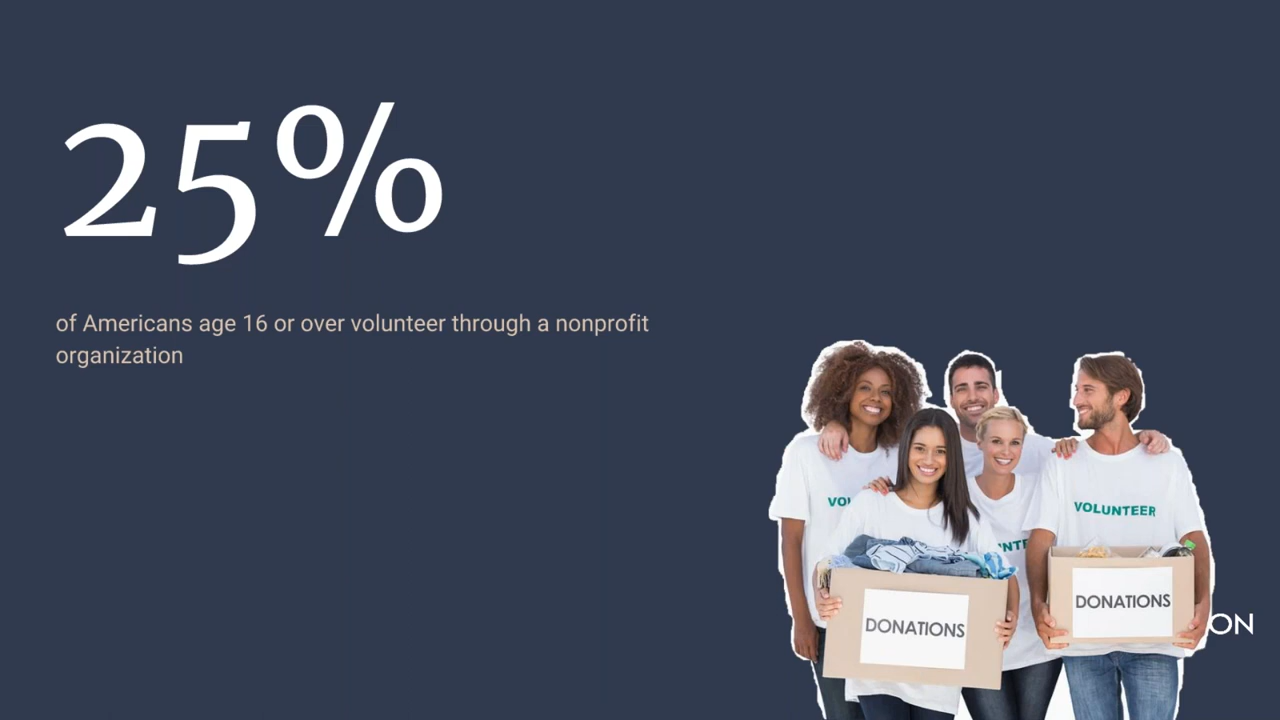 25%
of Americans age 16 or over volunteer through a nonprofit
organization
VOLUNTEER
DONATIONS
DONATIONS
ON